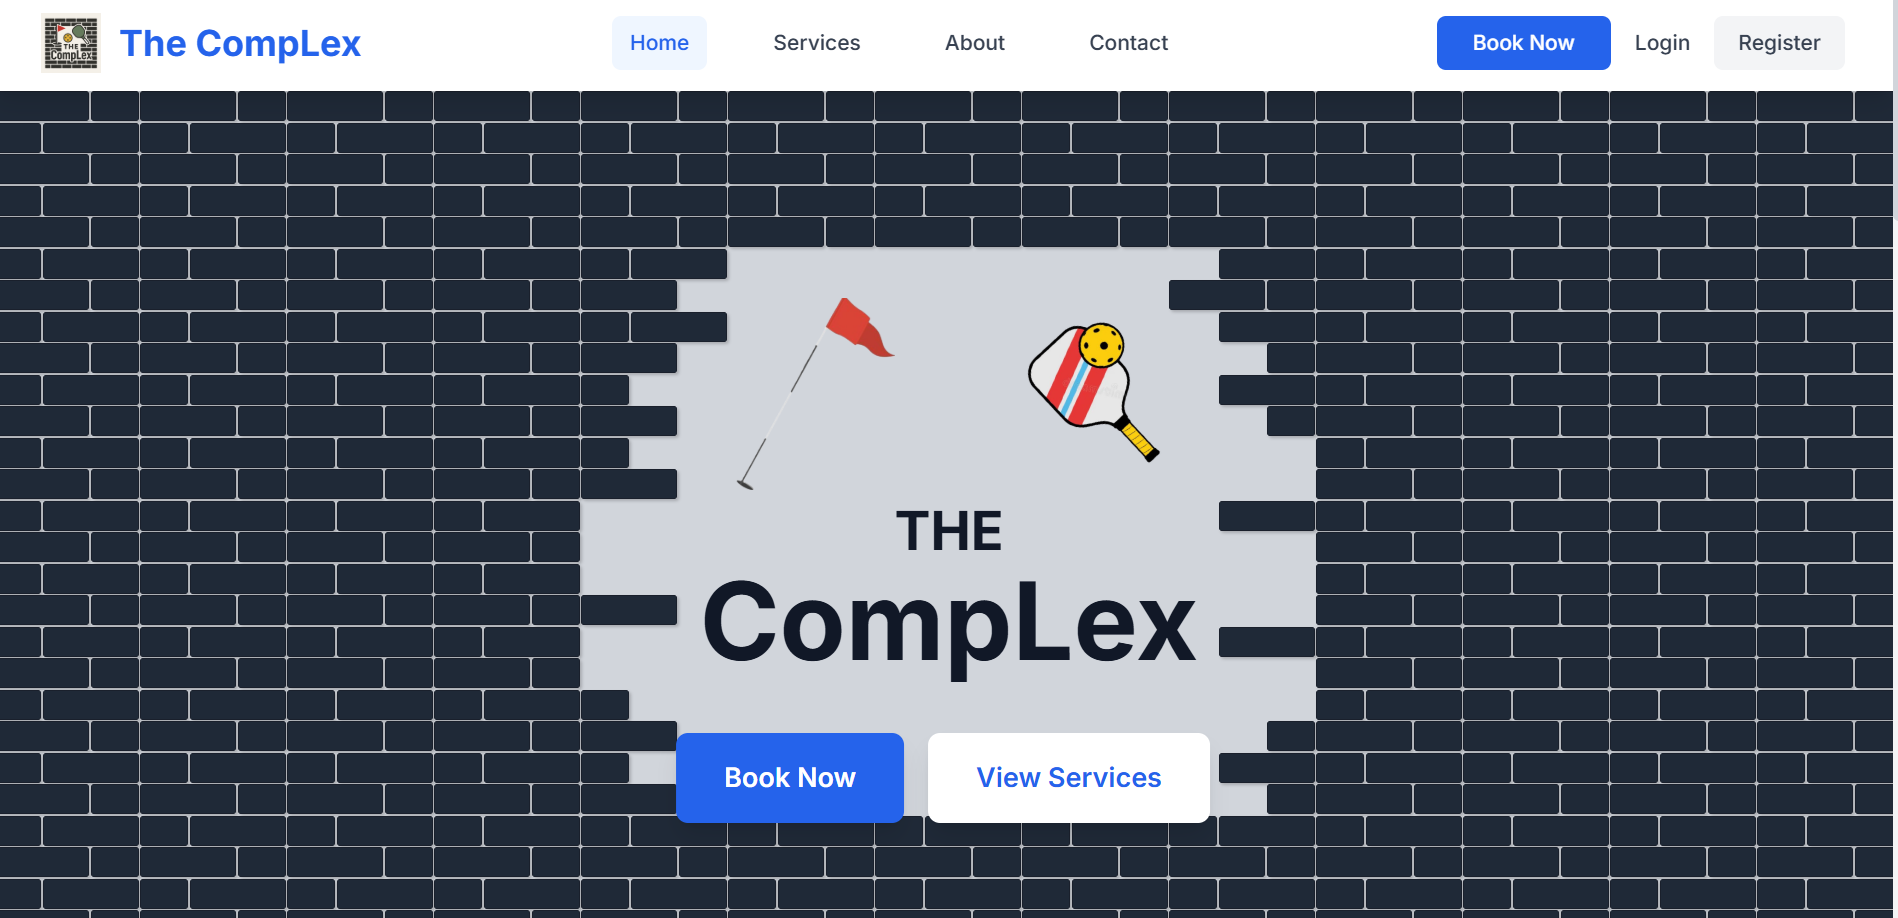 THE
CompLex
The CompLex
Home
Services
About
Contact
Book Now
Login
Register
THE
CompLex
Book Now
View Services